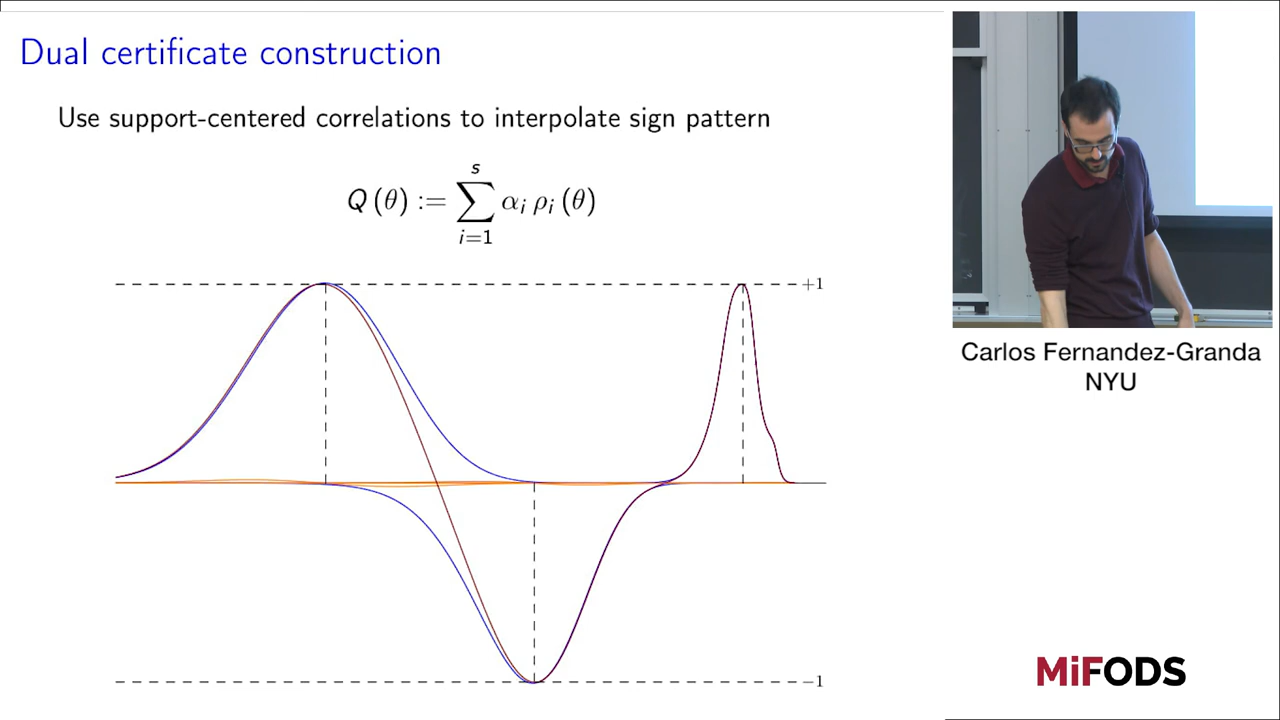 Dual certificate construction
Use support-centered correlations to interpolate sign pattern
Q (θ) := ∑_{i=1}^{s} α_i ρ_i (θ)
+1
−1
Carlos Fernandez-Granda
NYU
MiFODS